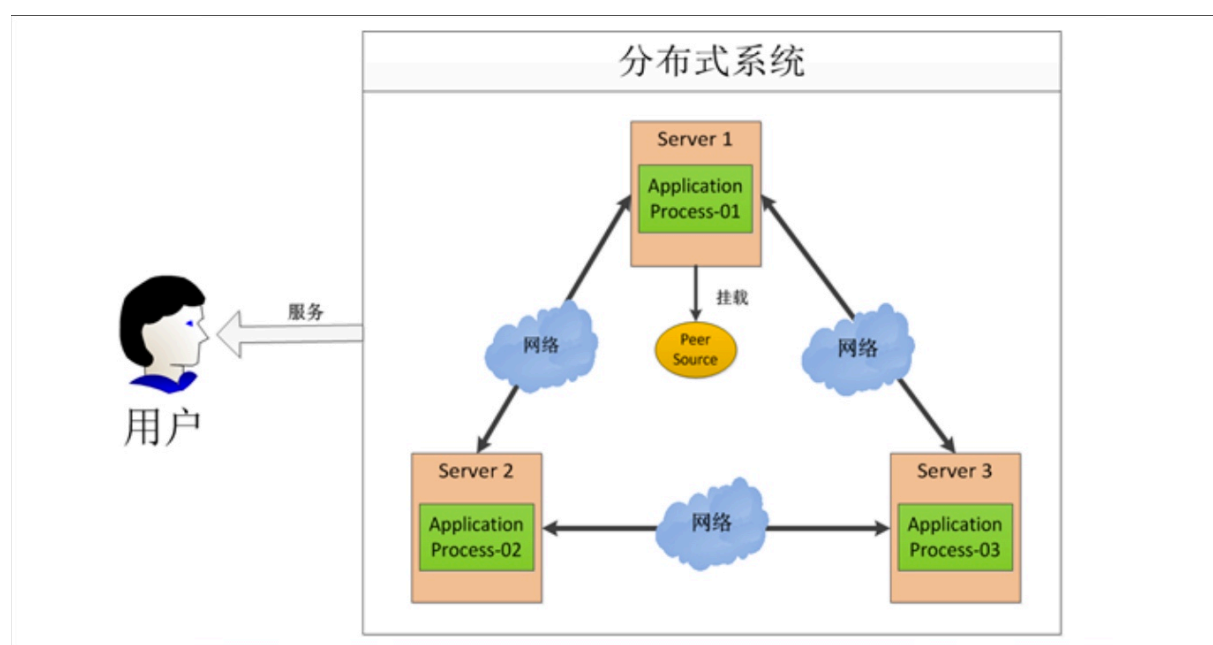 分布式系统
Server 1
Application
Process-01
服务
挂载
网络
Peer
Source
网络
用户
Server 2
Application
Process-02
网络
Server 3
Application
Process-03